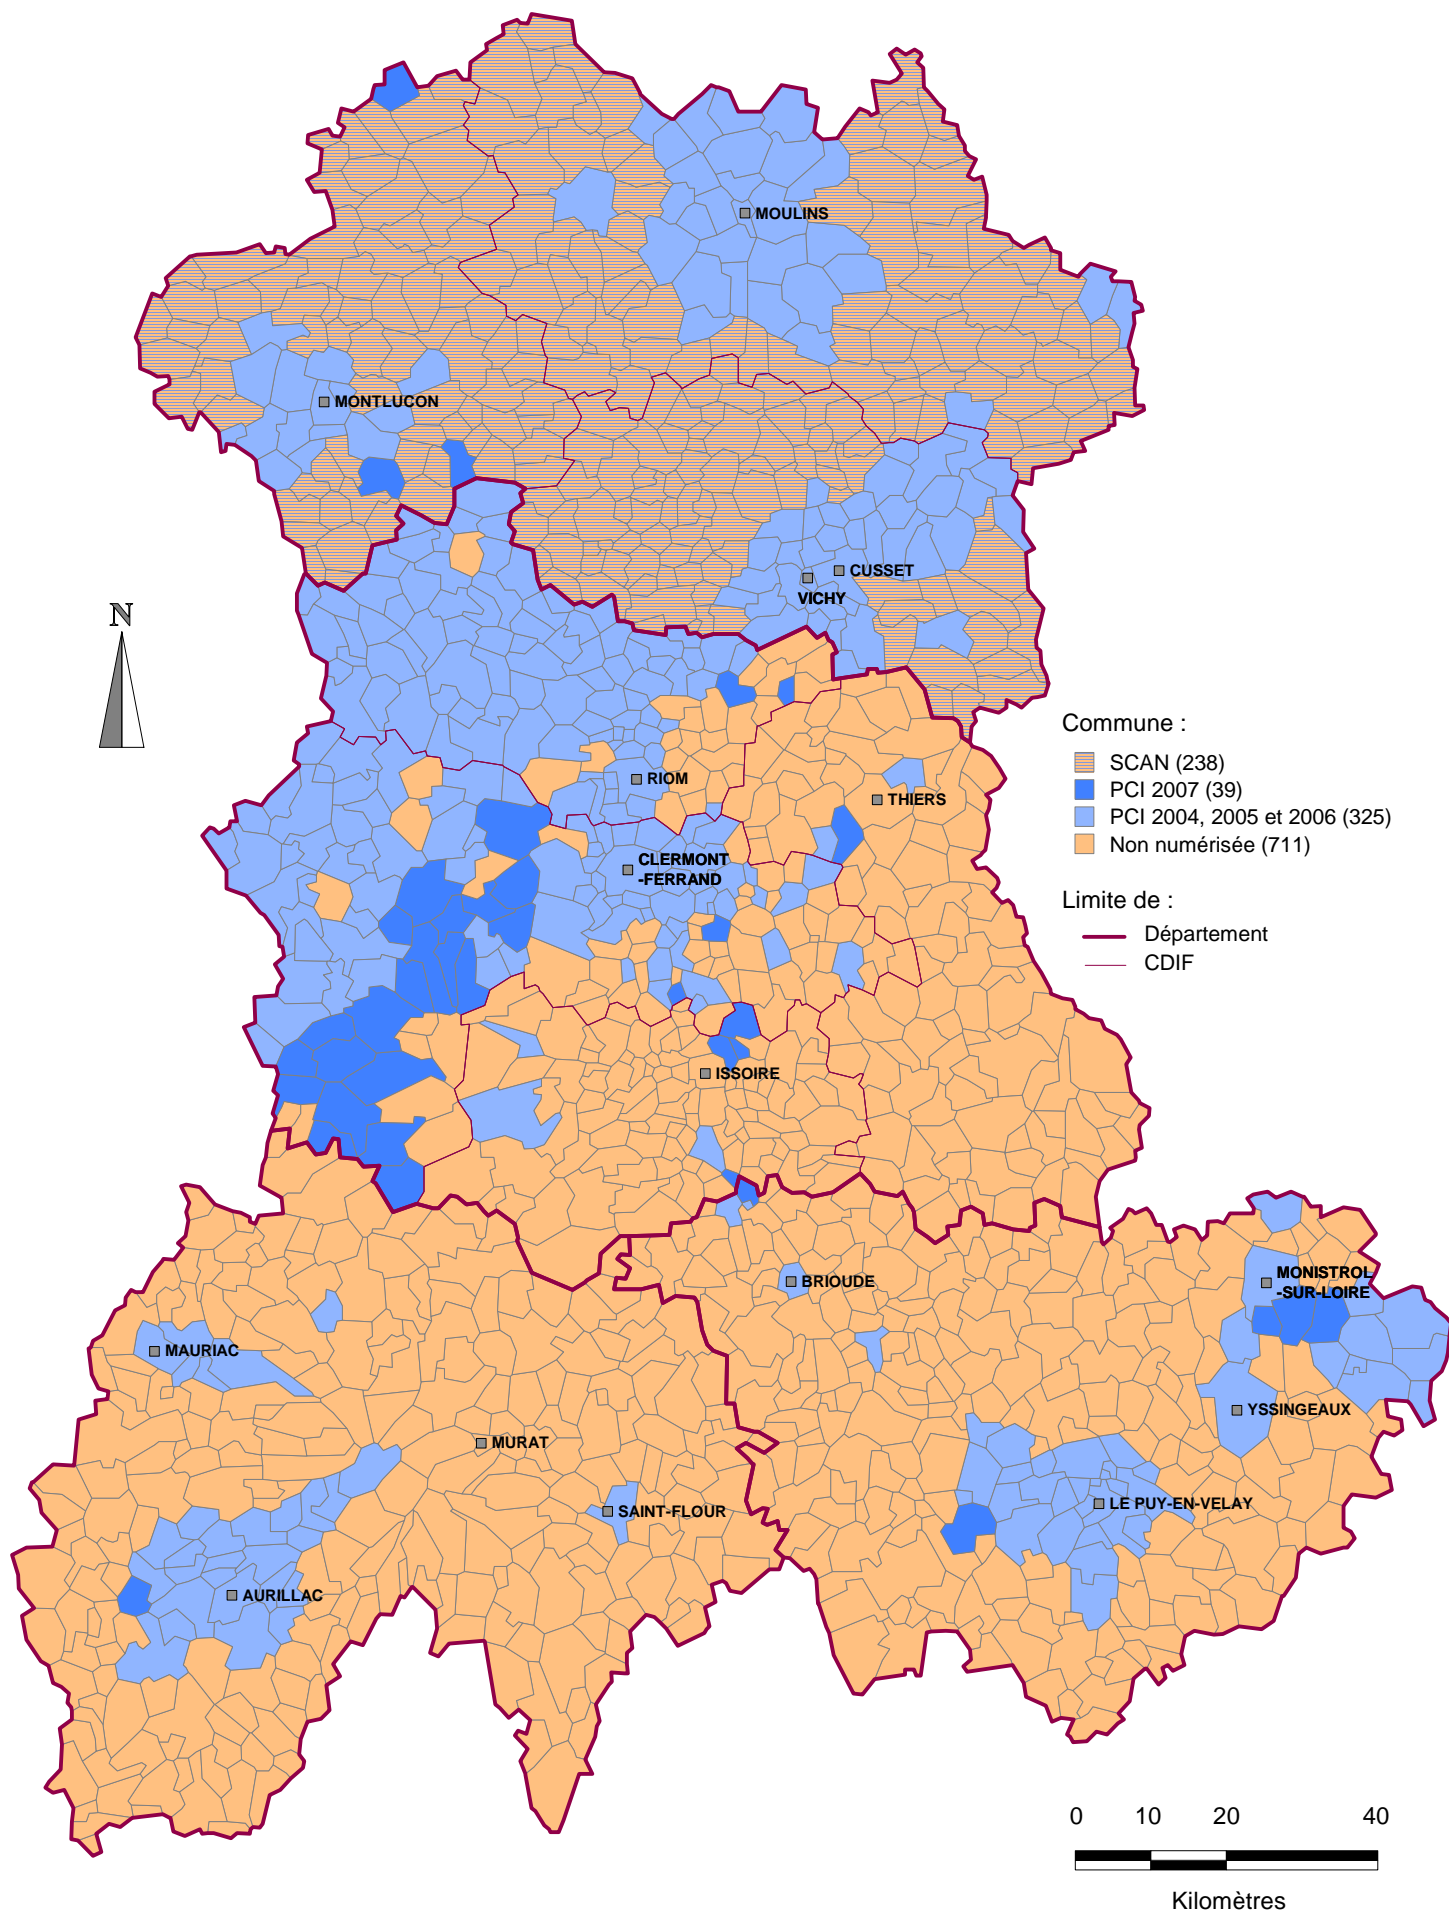 MOULINS
MONTLUCON
CUSSET
VICHY
N
Commune :
SCAN (238)
PCI 2007 (39)
PCI 2004, 2005 et 2006 (325)
Non numérisée (711)
RIOM
THIERS
CLERMONT
-FERRAND
Limite de :
Département
CDIF
ISSOIRE
BRIOUDE
MONISTROL
-SUR-LOIRE
MAURIAC
YSSINGEAUX
MURAT
SAINT-FLOUR
LE PUY-EN-VELAY
AURILLAC
0 10 20 40
Kilomètres